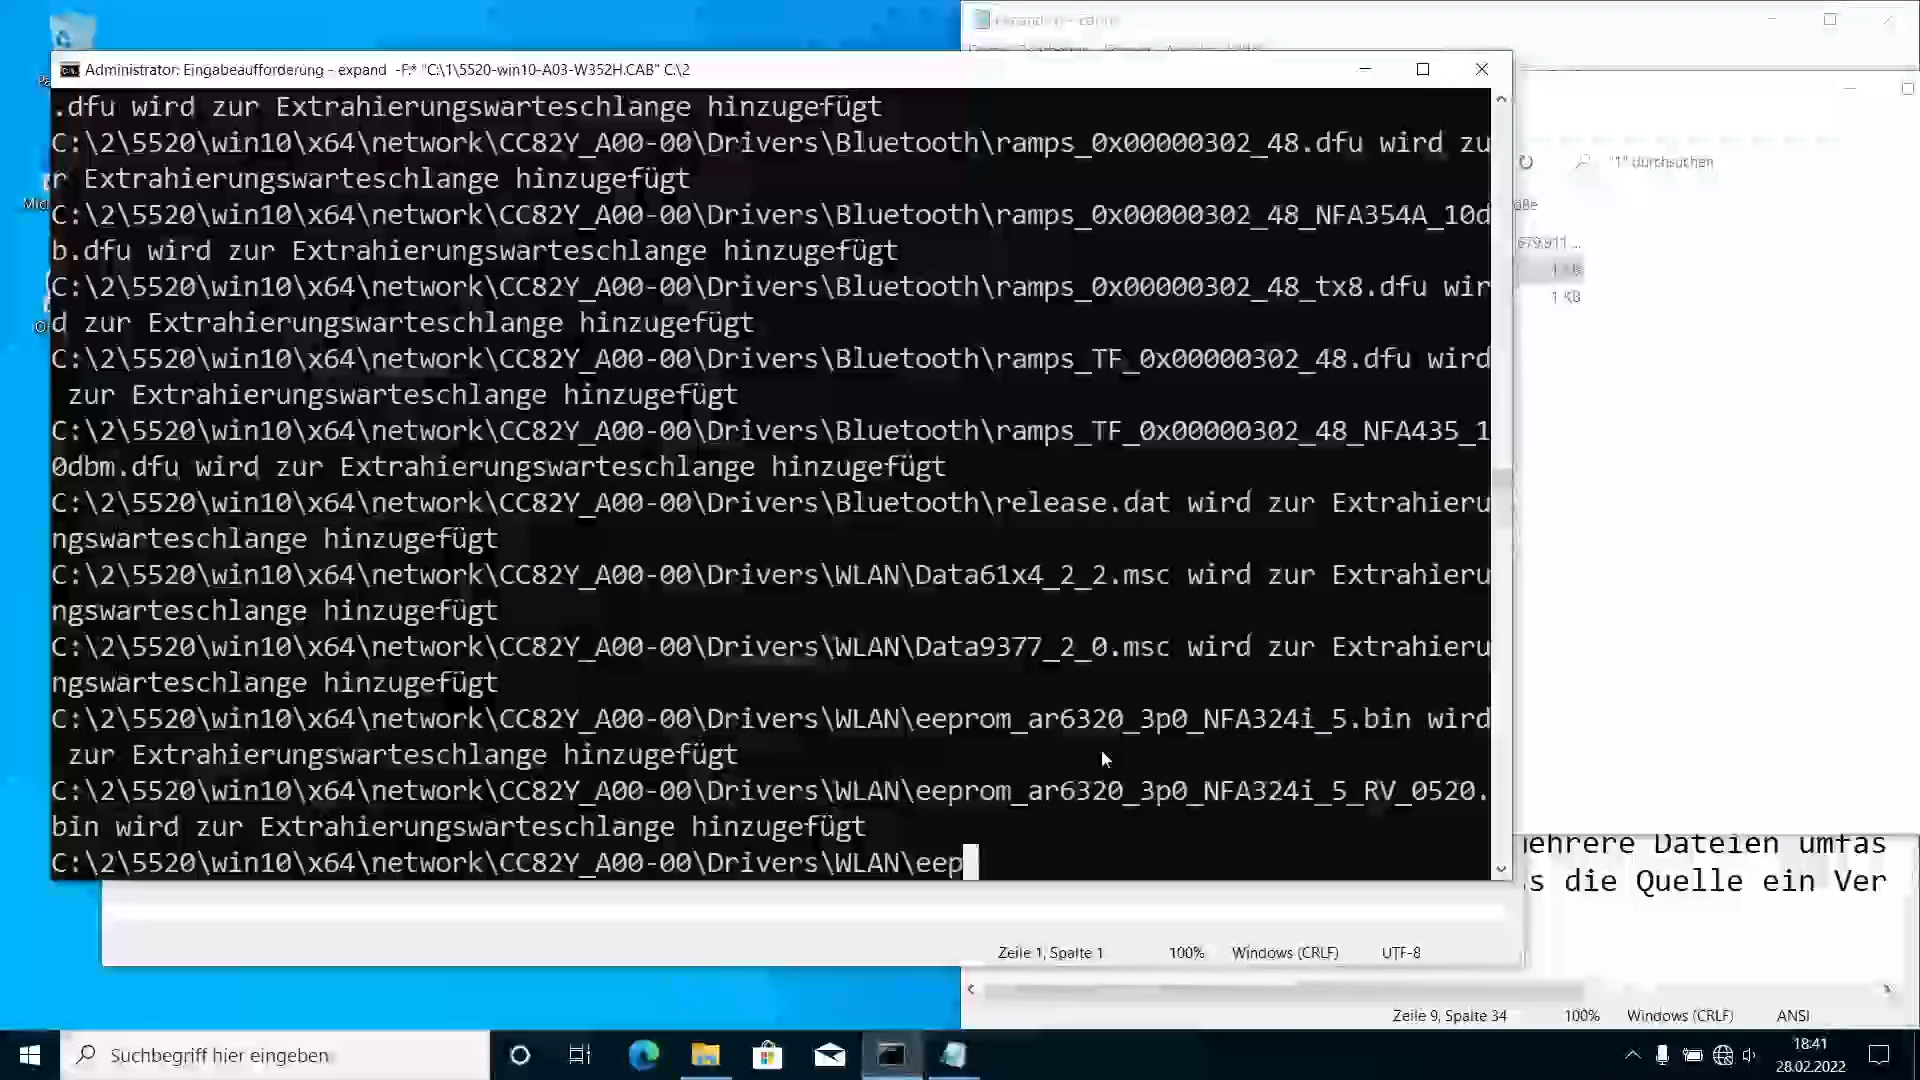 Administrator: Eingabeaufforderung - expand  -F:* "C:\1\5520-win10-A03-W352H.CAB" C:\2
.dfu wird zur Extrahierungswarteschlange hinzugefügt
C:\2\5520\win10\x64\network\CC82Y_A00-00\Drivers\Bluetooth\ramps_0x00000302_48.dfu wird zu
r Extrahierungswarteschlange hinzugefügt
C:\2\5520\win10\x64\network\CC82Y_A00-00\Drivers\Bluetooth\ramps_0x00000302_48_NFA354A_10d
b.dfu wird zur Extrahierungswarteschlange hinzugefügt
C:\2\5520\win10\x64\network\CC82Y_A00-00\Drivers\Bluetooth\ramps_0x00000302_48_tx8.dfu wir
d zur Extrahierungswarteschlange hinzugefügt
C:\2\5520\win10\x64\network\CC82Y_A00-00\Drivers\Bluetooth\ramps_TF_0x00000302_48.dfu wird
 zur Extrahierungswarteschlange hinzugefügt
C:\2\5520\win10\x64\network\CC82Y_A00-00\Drivers\Bluetooth\ramps_TF_0x00000302_48_NFA435_1
0dbm.dfu wird zur Extrahierungswarteschlange hinzugefügt
C:\2\5520\win10\x64\network\CC82Y_A00-00\Drivers\Bluetooth\release.dat wird zur Extrahieru
ngswarteschlange hinzugefügt
C:\2\5520\win10\x64\network\CC82Y_A00-00\Drivers\WLAN\Data61x4_2_2.msc wird zur Extrahieru
ngswarteschlange hinzugefügt
C:\2\5520\win10\x64\network\CC82Y_A00-00\Drivers\WLAN\Data9377_2_0.msc wird zur Extrahieru
ngswarteschlange hinzugefügt
C:\2\5520\win10\x64\network\CC82Y_A00-00\Drivers\WLAN\eeprom_ar6320_3p0_NFA324i_5.bin wird
 zur Extrahierungswarteschlange hinzugefügt
C:\2\5520\win10\x64\network\CC82Y_A00-00\Drivers\WLAN\eeprom_ar6320_3p0_NFA324i_5_RV_0520.
bin wird zur Extrahierungswarteschlange hinzugefügt
C:\2\5520\win10\x64\network\CC82Y_A00-00\Drivers\WLAN\eep
"1" durchsuchen
679.911 ...
1 KB
1 KB
mehrere Dateien umfas
s die Quelle ein Ver
Zeile 1, Spalte 1 100% Windows (CRLF) UTF-8
Zeile 9, Spalte 34 100% Windows (CRLF) ANSI
Suchbegriff hier eingeben
18:41
28.02.2022